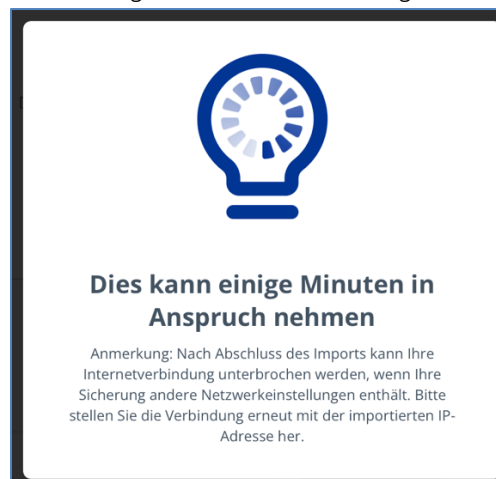 Dies kann einige Minuten in
Anspruch nehmen
Anmerkung: Nach Abschluss des Imports kann Ihre
Internetverbindung unterbrochen werden, wenn Ihre
Sicherung andere Netzwerkeinstellungen enthält. Bitte
stellen Sie die Verbindung erneut mit der importierten IP-
Adresse her.